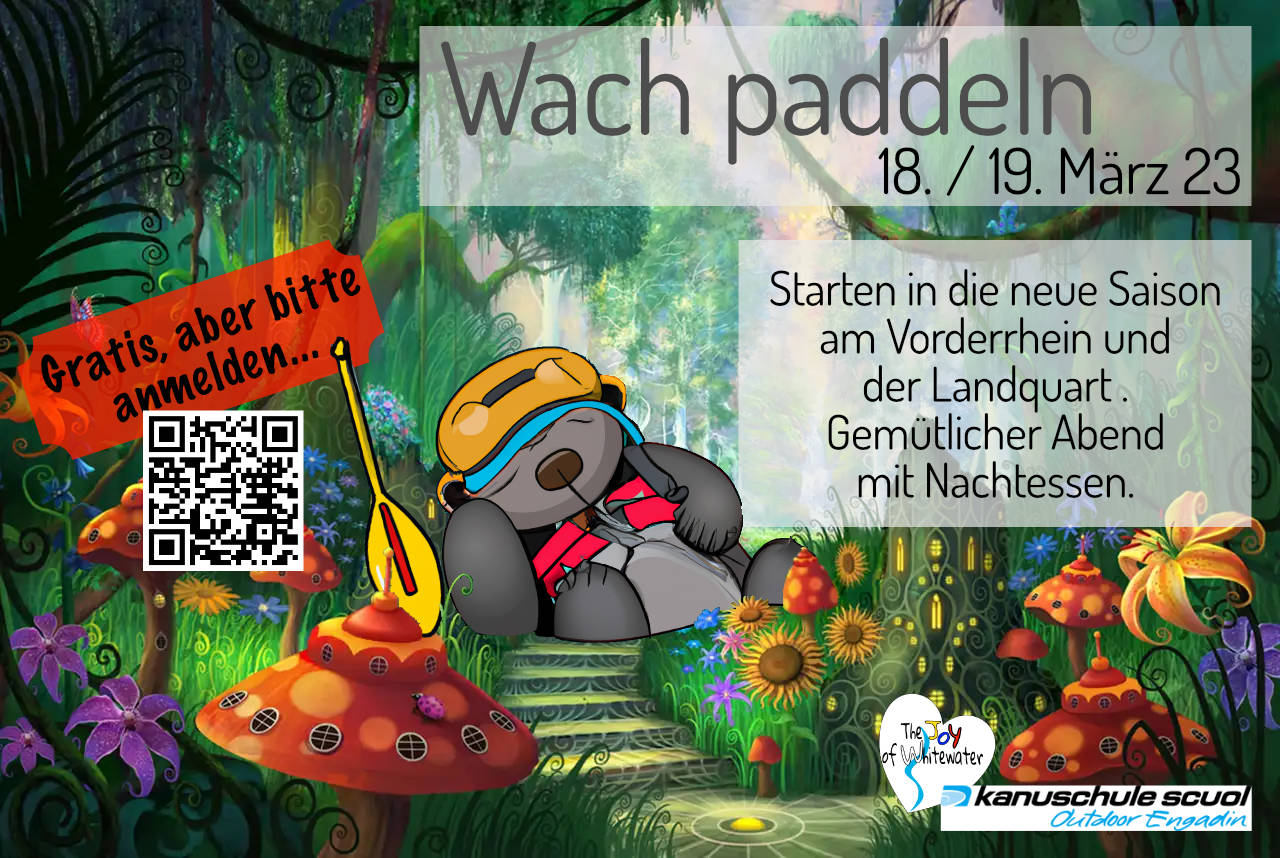 Wach paddeln
18. / 19. März 23
Starten in die neue Saison
am Vorderrhein und
der Landquart .
Gemütlicher Abend
mit Nachtessen.
Gratis, aber bitte
anmelden...
The Joy
of Whitewater
kanuschule scuol
Outdoor Engadin